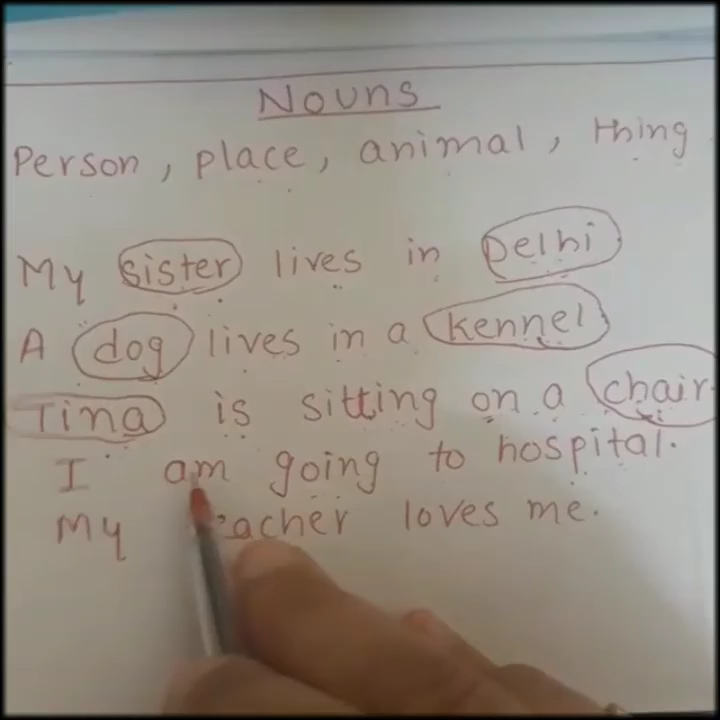 Nouns
Person, place, animal, thing
My sister lives in Delhi
A dog lives in a kennel
Tina is sitting on a chair
I am going to hospital.
My loves me.